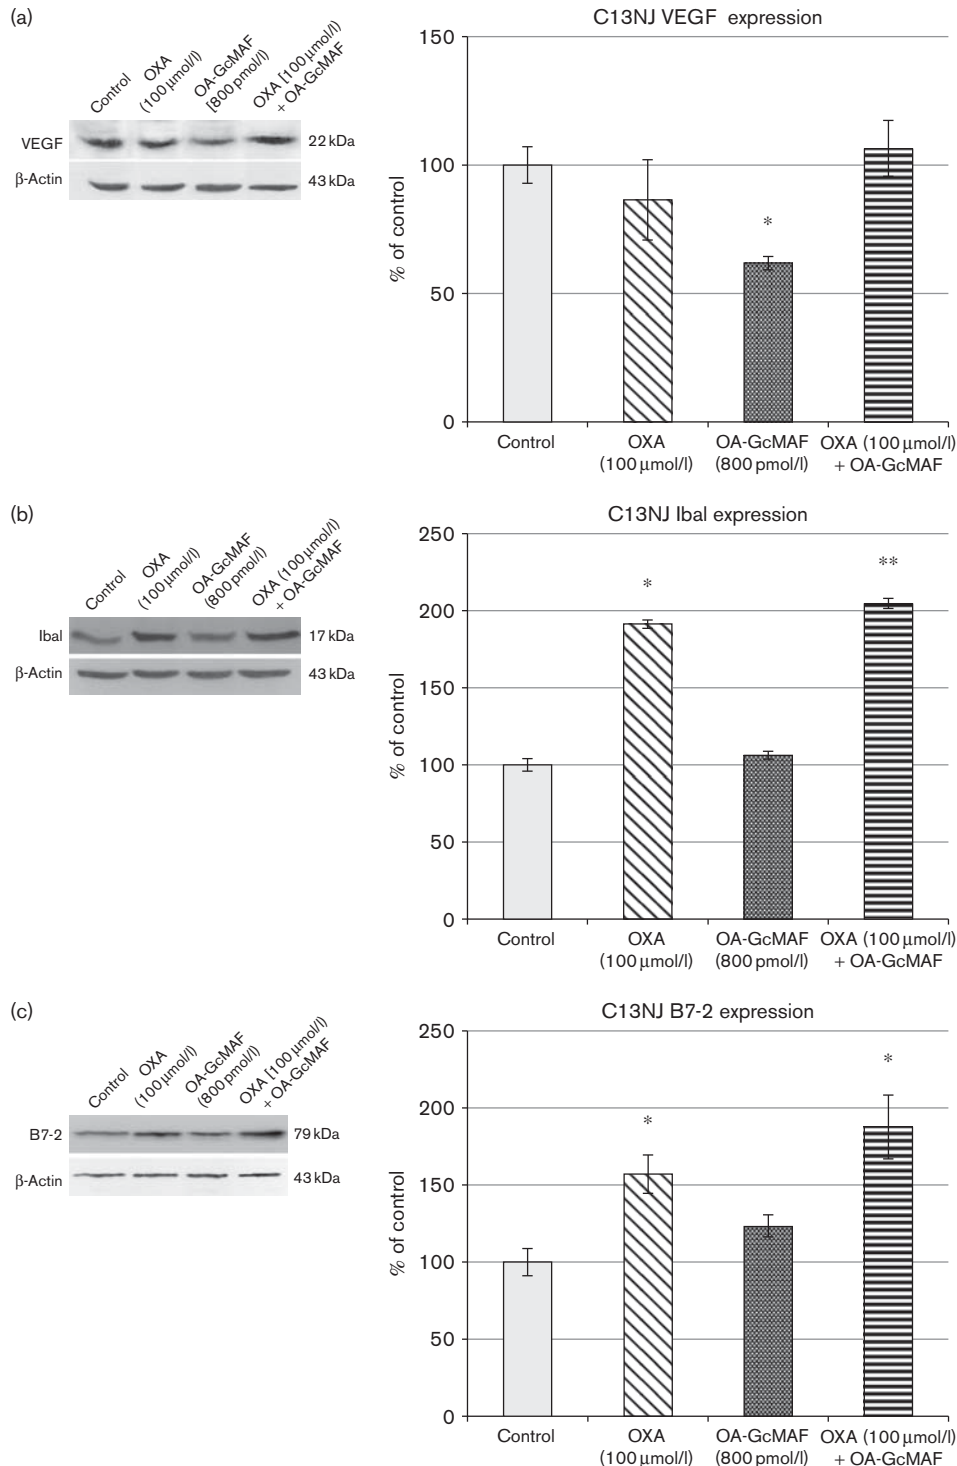 (a)
Control
OXA
(100 µmol/l)
OA-GcMAF
[800 pmol/l)
OXA [100 µmol/l)
+ OA-GcMAF
VEGF
22 kDa
β-Actin
43 kDa
C13NJ VEGF expression
% of control
150
100
50
0
*
Control
OXA
(100 µmol/l)
OA-GcMAF
(800 pmol/l)
OXA (100 µmol/l)
+ OA-GcMAF
(b)
Control
OXA
(100 µmol/l)
OA-GcMAF
(800 pmol/l)
OXA (100 µmol/l)
+ OA-GcMAF
Ibal
17 kDa
β-Actin
43 kDa
C13NJ Ibal expression
% of control
250
200
150
100
50
0
*
**
Control
OXA
(100 µmol/l)
OA-GcMAF
(800 pmol/l)
OXA (100 µmol/l)
+ OA-GcMAF
(c)
Control
OXA
(100 µmol/l)
OA-GcMAF
(800 pmol/l)
OXA [100 µmol/l)
+ OA-GcMAF
B7-2
79 kDa
β-Actin
43 kDa
C13NJ B7-2 expression
% of control
250
200
150
100
50
0
*
*
Control
OXA
(100 µmol/l)
OA-GcMAF
(800 pmol/l)
OXA (100 µmol/l)
+ OA-GcMAF